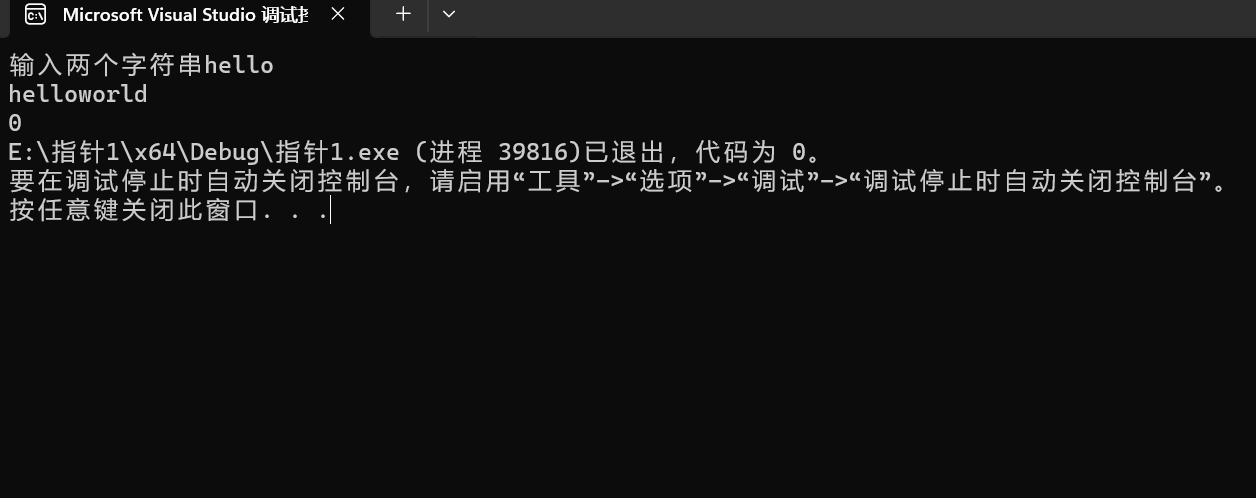 Microsoft Visual Studio 调试
输入两个字符串hello
helloworld
0
E:\指针1\x64\Debug\指针1.exe (进程 39816)已退出，代码为 0。
要在调试停止时自动关闭控制台，请启用“工具”->“选项”->“调试”->“调试停止时自动关闭控制台”。
按任意键关闭此窗口. . .